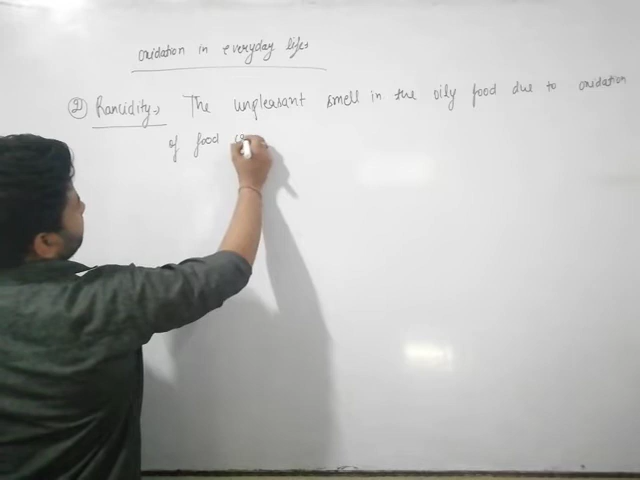 oxidation in everyday life
② Rancidity → The unpleasant smell in the oily food due to oxidation
of food